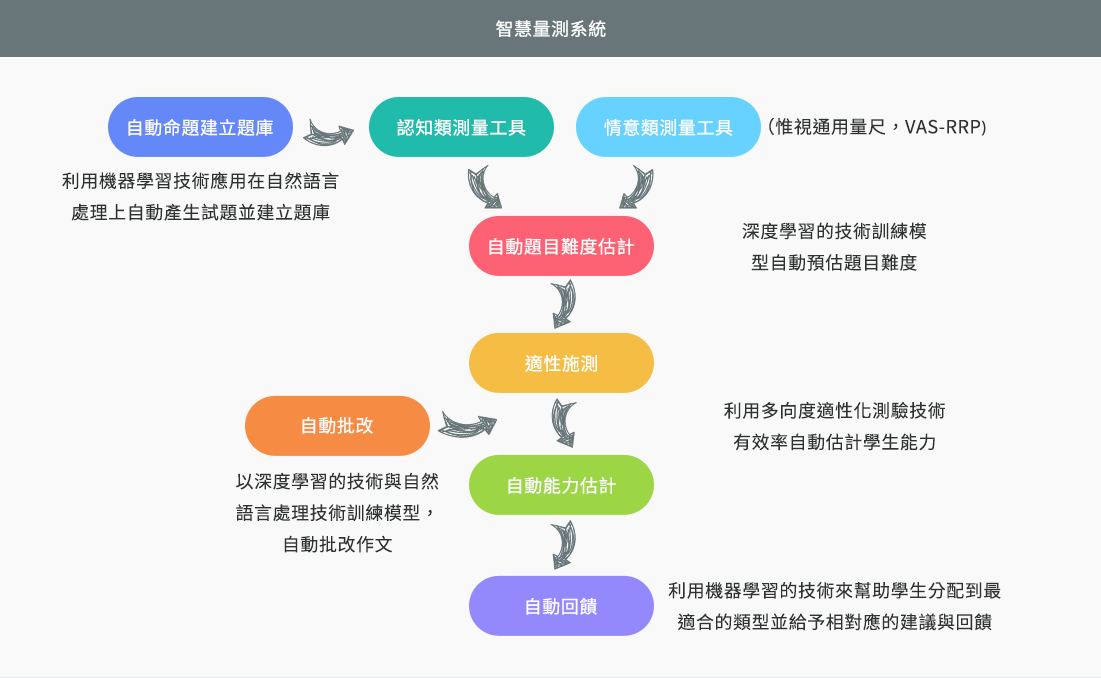 智慧量測系統
自動命題建立題庫
認知類測量工具
情意類測量工具
(惟視通用量尺，VAS-RRP)
利用機器學習技術應用在自然語言
處理上自動產生試題並建立題庫
自動題目難度估計
深度學習的技術訓練模
型自動預估題目難度
適性施測
自動批改
利用多向度適性化測驗技術
有效率自動估計學生能力
以深度學習的技術與自然
語言處理技術訓練模型，
自動批改作文
自動能力估計
自動回饋
利用機器學習的技術來幫助學生分配到最
適合的類型並給予相對應的建議與回饋